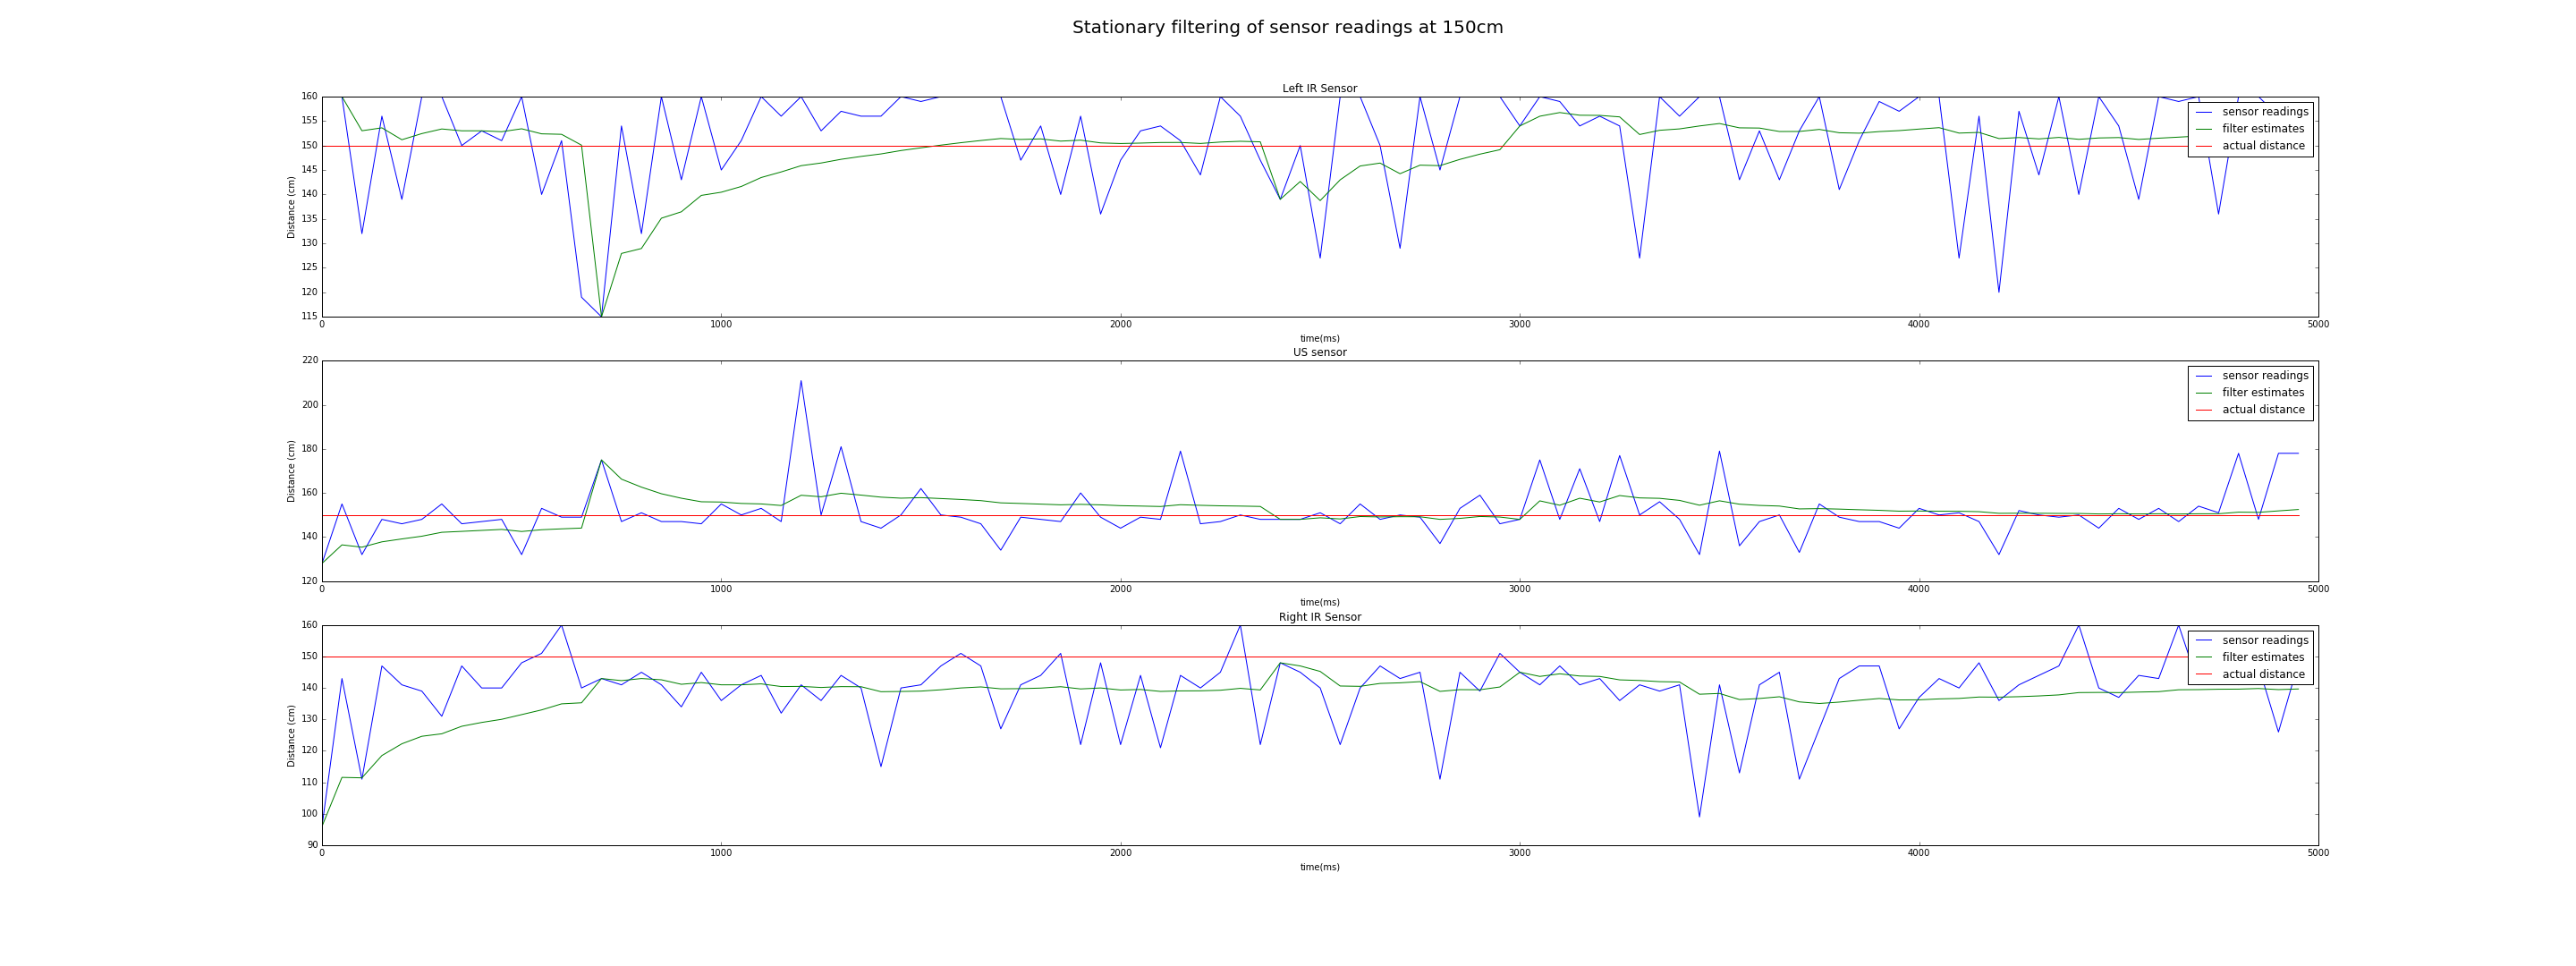 Stationary filtering of sensor readings at 150cm
Left IR Sensor
160
155
150
145
140
135
130
125
120
115
Distance (cm)
sensor readings
filter estimates
actual distance
0 1000 2000 3000 4000 5000
time(ms)
US sensor
220
200
180
160
140
120
Distance (cm)
sensor readings
filter estimates
actual distance
0 1000 2000 3000 4000 5000
time(ms)
Right IR Sensor
160
150
140
130
120
110
100
90
Distance (cm)
sensor readings
filter estimates
actual distance
0 1000 2000 3000 4000 5000
time(ms)